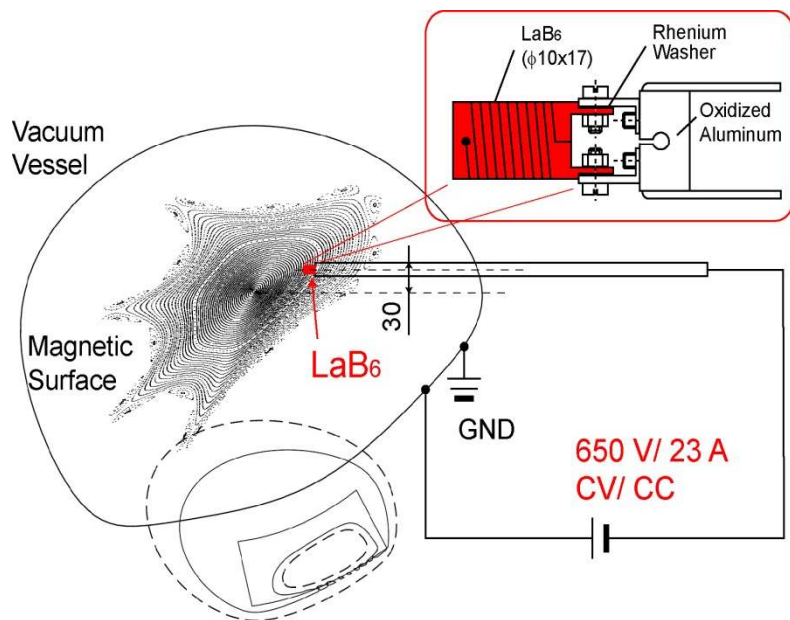 LaB₆
(ϕ10x17)
Rhenium
Washer
Oxidized
Aluminum
Vacuum
Vessel
Magnetic
Surface
LaB₆
30
GND
650 V/ 23 A
CV/ CC